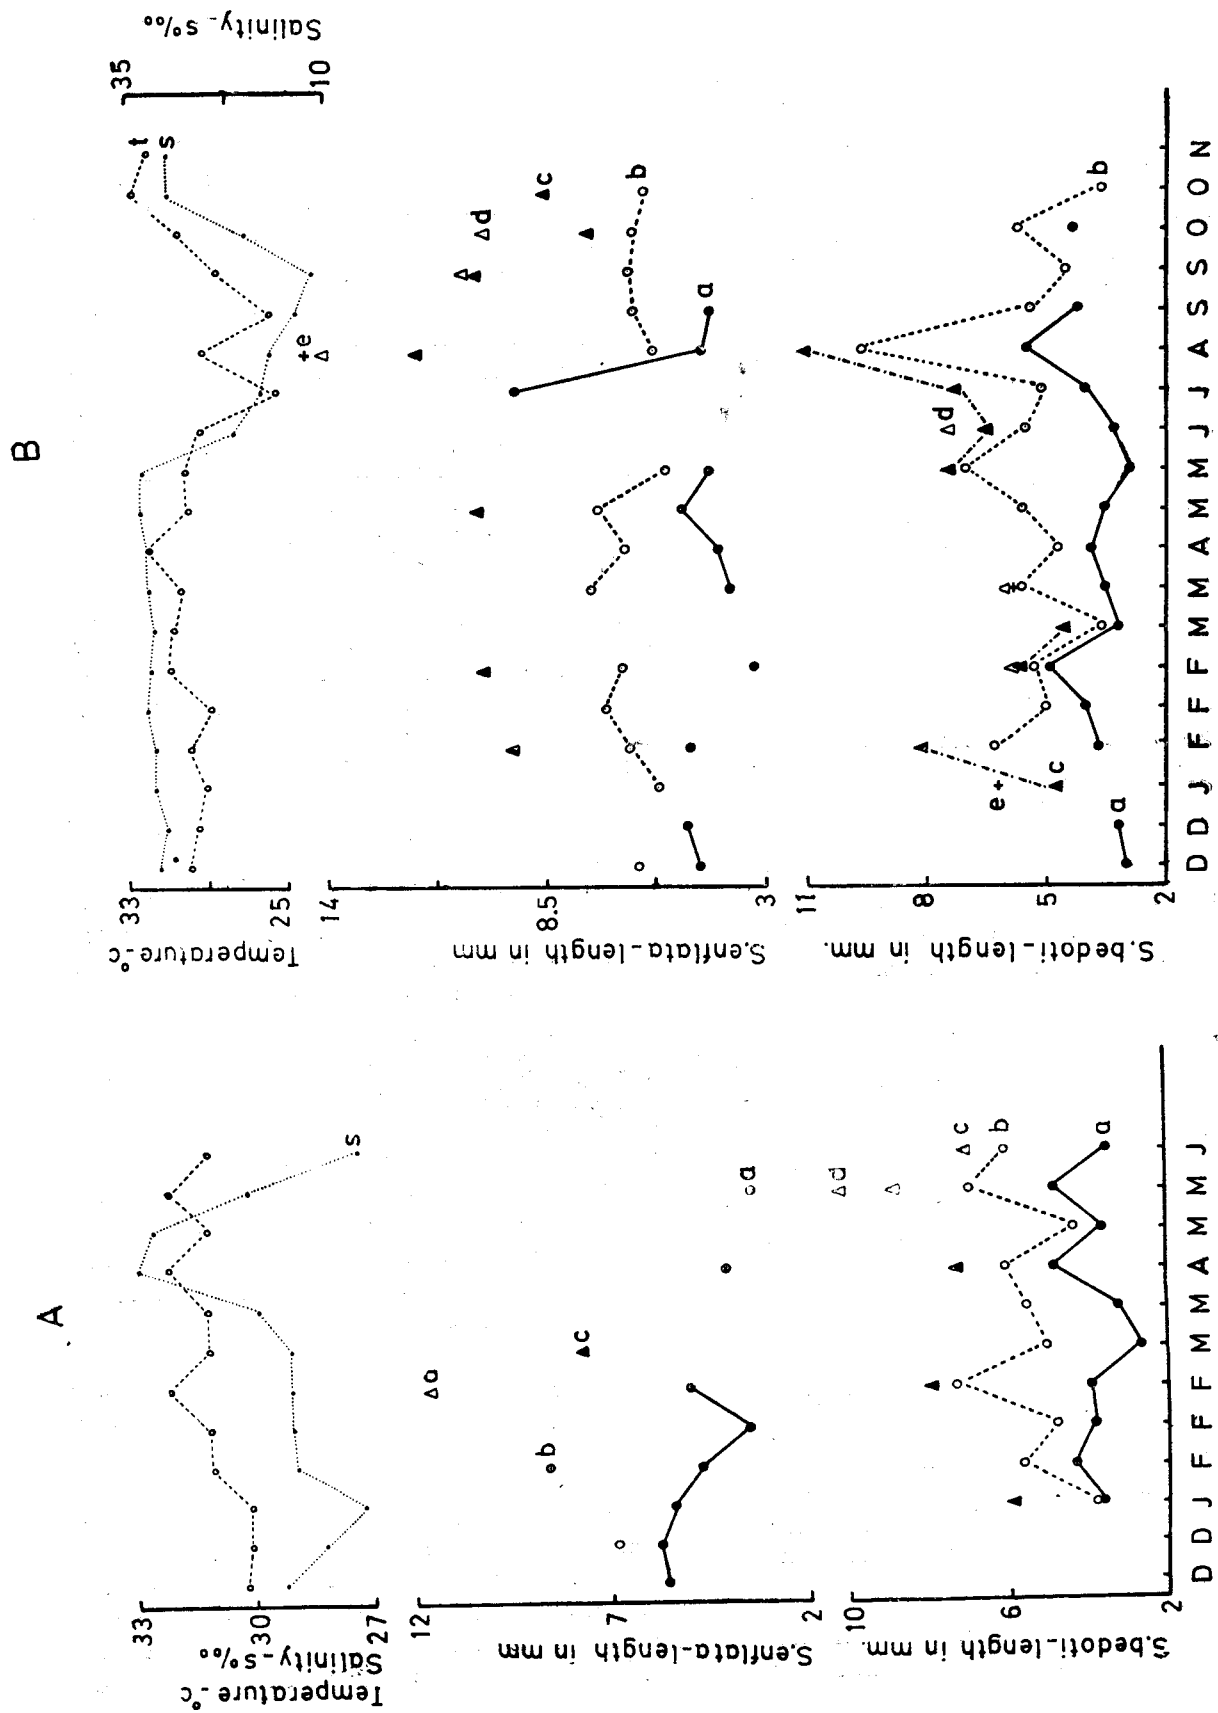 A
33
30
27
Temperature-°c
Salinity-s‰
s
12
7
2
S.enflata-length in mm
a
b
c
a
10
6
2
S.bedoti-length in mm.
d
c
b
a
D D J F F F M M A M M J
B
33
25
Temperature-°c
35
10
Salinity-s‰
t
s
14
8.5
3
S.enflata-length in mm
e
d
c
b
a
11
8
5
2
S.bedoti-length in mm.
e
c
a
d
b
D D J F F F M M A M M J J A S S O O N